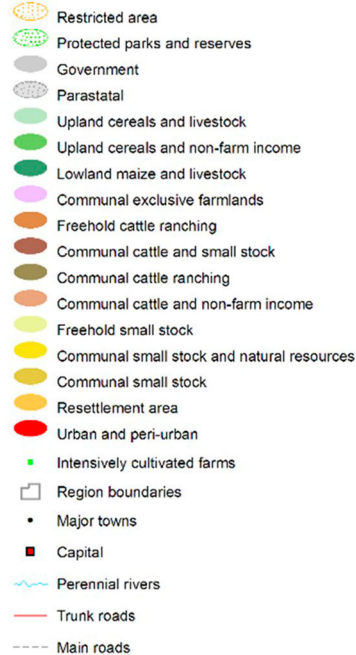 Restricted area
Protected parks and reserves
Government
Parastatal
Upland cereals and livestock
Upland cereals and non-farm income
Lowland maize and livestock
Communal exclusive farmlands
Freehold cattle ranching
Communal cattle and small stock
Communal cattle ranching
Communal cattle and non-farm income
Freehold small stock
Communal small stock and natural resources
Communal small stock
Resettlement area
Urban and peri-urban
Intensively cultivated farms
Region boundaries
Major towns
Capital
Perennial rivers
Trunk roads
Main roads